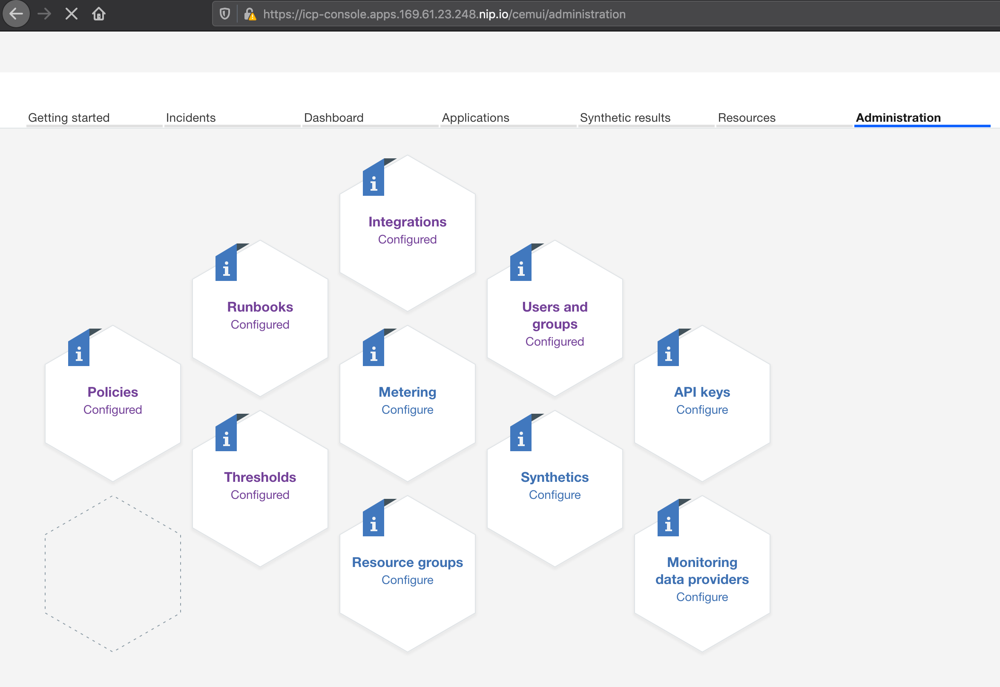 https://icp-console.apps.169.61.23.248.nip.io/cemui/administration
Getting started
Incidents
Dashboard
Applications
Synthetic results
Resources
Administration
Integrations
Configured
Runbooks
Configured
Users and
groups
Configured
Policies
Configured
Metering
Configure
API keys
Configure
Thresholds
Configured
Synthetics
Configure
Resource groups
Configure
Monitoring
data providers
Configure